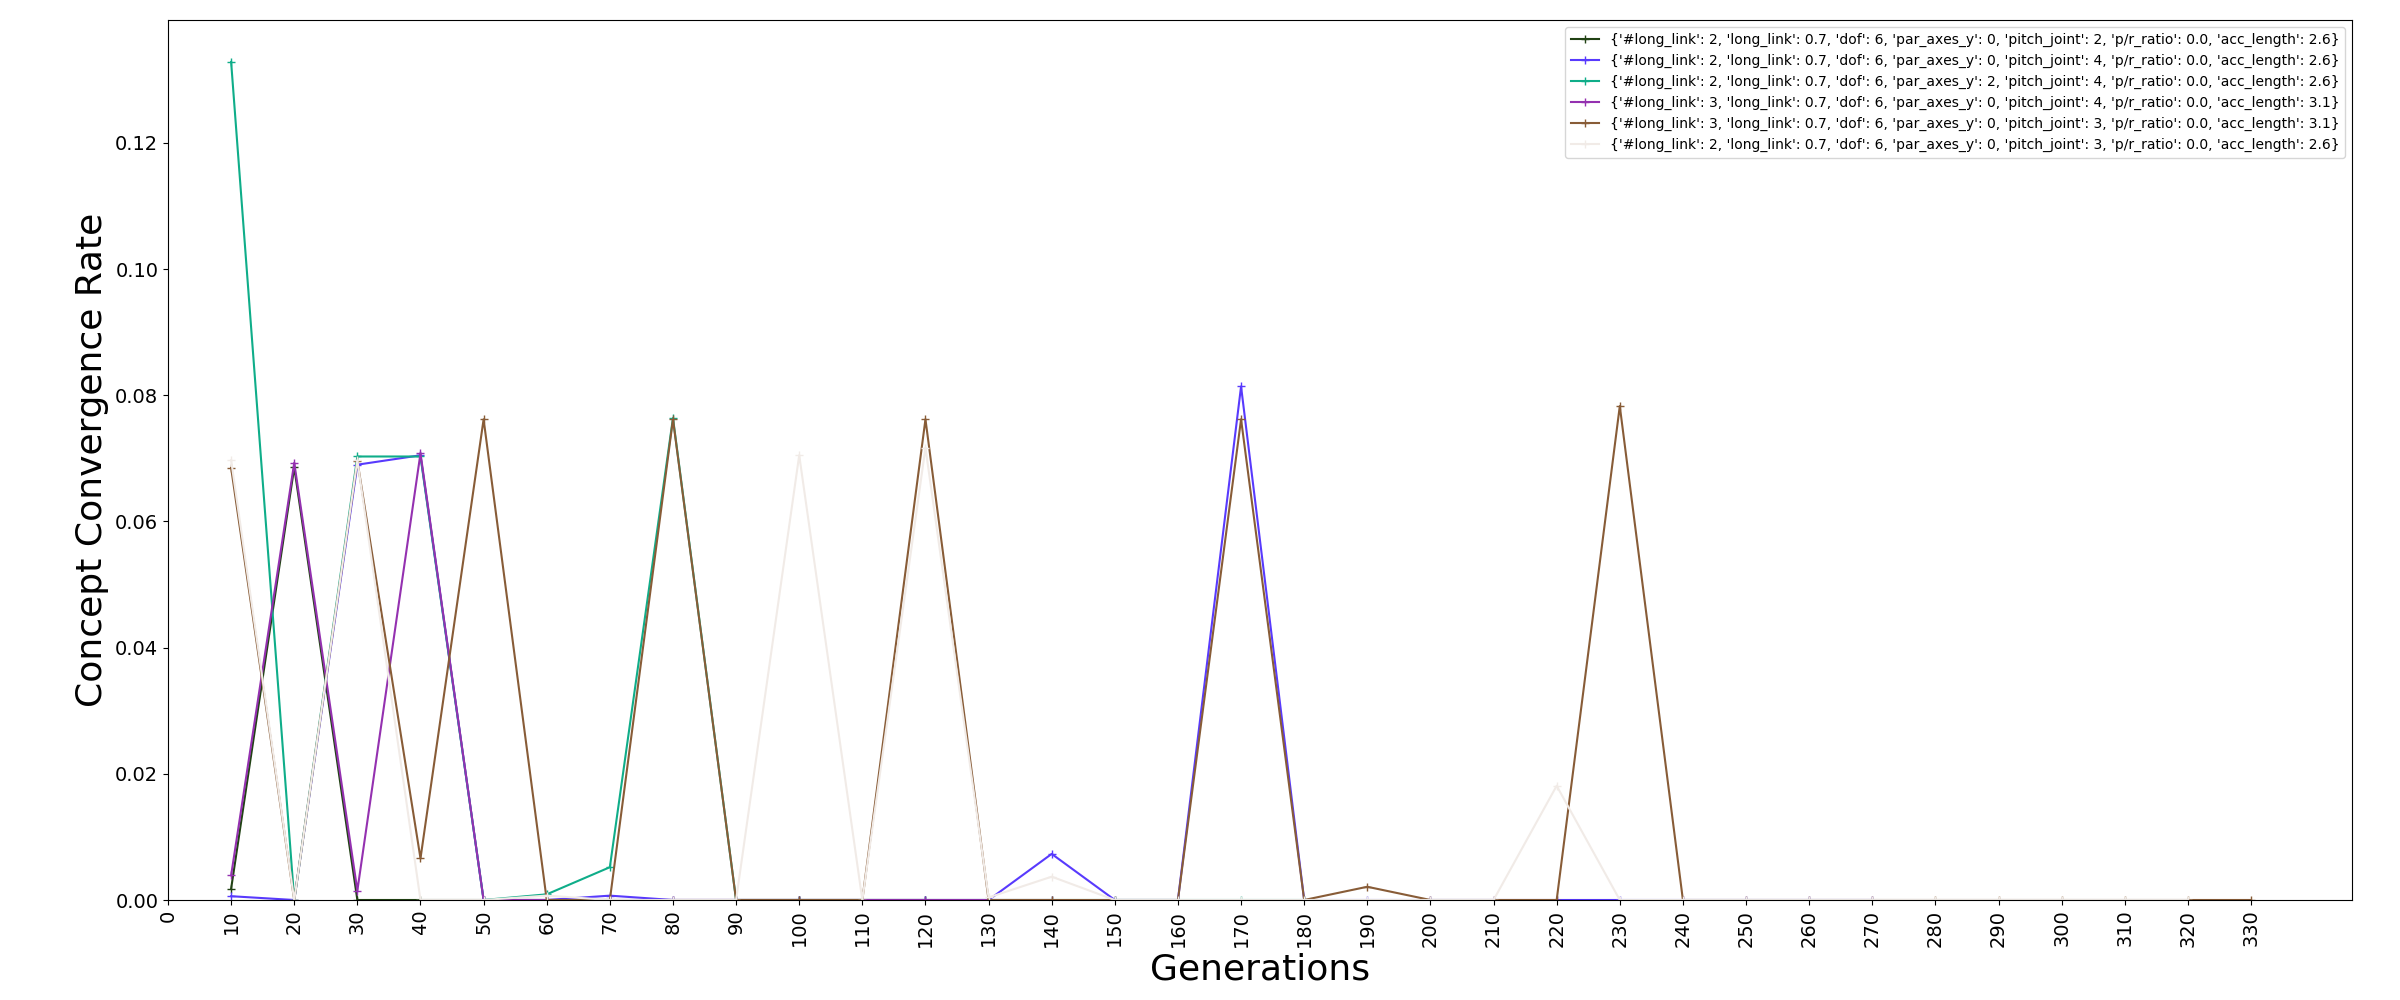 {'#long_link': 2, 'long_link': 0.7, 'dof': 6, 'par_axes_y': 0, 'pitch_joint': 2, 'p/r_ratio': 0.0, 'acc_length': 2.6}
{'#long_link': 2, 'long_link': 0.7, 'dof': 6, 'par_axes_y': 0, 'pitch_joint': 4, 'p/r_ratio': 0.0, 'acc_length': 2.6}
{'#long_link': 2, 'long_link': 0.7, 'dof': 6, 'par_axes_y': 2, 'pitch_joint': 4, 'p/r_ratio': 0.0, 'acc_length': 2.6}
{'#long_link': 3, 'long_link': 0.7, 'dof': 6, 'par_axes_y': 0, 'pitch_joint': 4, 'p/r_ratio': 0.0, 'acc_length': 3.1}
{'#long_link': 3, 'long_link': 0.7, 'dof': 6, 'par_axes_y': 0, 'pitch_joint': 3, 'p/r_ratio': 0.0, 'acc_length': 3.1}
{'#long_link': 2, 'long_link': 0.7, 'dof': 6, 'par_axes_y': 0, 'pitch_joint': 3, 'p/r_ratio': 0.0, 'acc_length': 2.6}
Concept Convergence Rate
0.12
0.10
0.08
0.06
0.04
0.02
0.00
0 10 20 30 40 50 60 70 80 90 100 110 120 130 140 150 160 170 180 190 200 210 220 230 240 250 260 270 280 290 300 310 320 330
Generations